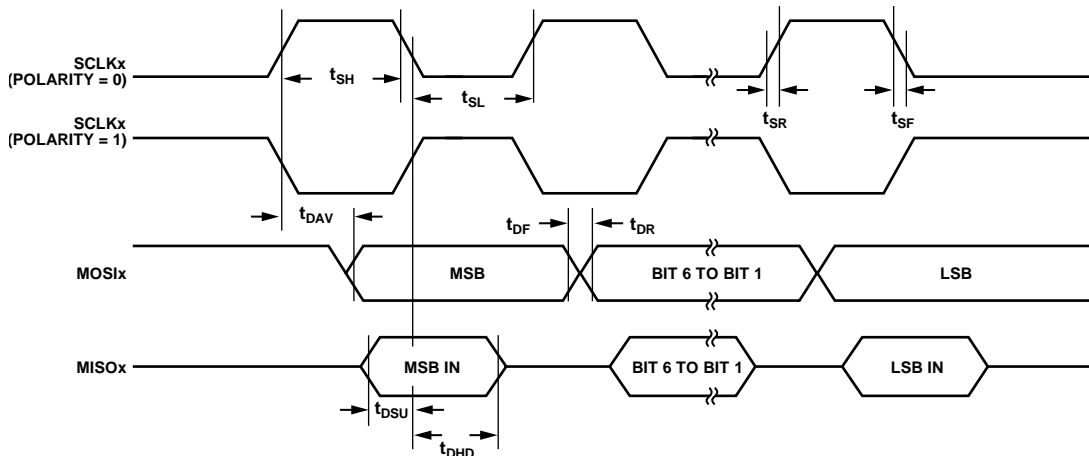 SCLKx
(POLARITY = 0)
tSH
tSL
tSR
tSF
SCLKx
(POLARITY = 1)
tDAV
tDF
tDR
MOSIx
MSB
BIT 6 TO BIT 1
LSB
MISOx
MSB IN
BIT 6 TO BIT 1
LSB IN
tDSU
tDHD